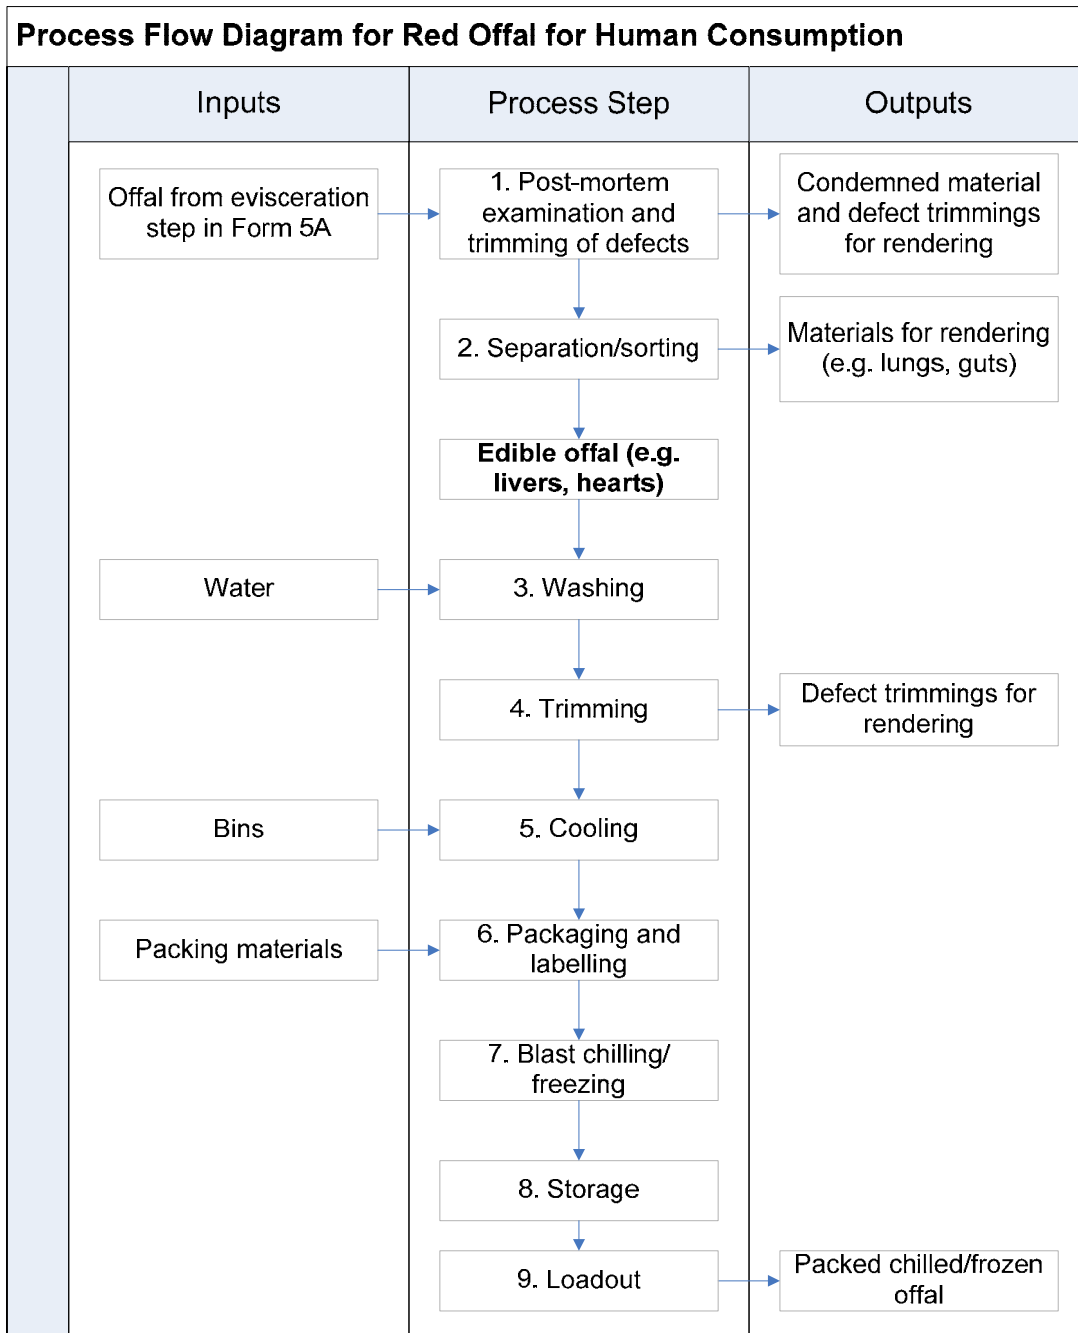 Process Flow Diagram for Red Offal for Human Consumption
Inputs
Process Step
Outputs
Offal from evisceration
step in Form 5A
1. Post-mortem
examination and
trimming of defects
Condemned material
and defect trimmings
for rendering
2. Separation/sorting
Materials for rendering
(e.g. lungs, guts)
Edible offal (e.g.
livers, hearts)
Water
3. Washing
4. Trimming
Defect trimmings for
rendering
Bins
5. Cooling
Packing materials
6. Packaging and
labelling
7. Blast chilling/
freezing
8. Storage
9. Loadout
Packed chilled/frozen
offal